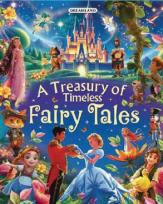 DREAMLAND
A Treasury of
Timeless
Fairy Tales